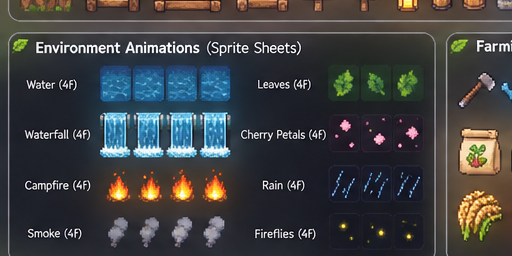 Environment Animations (Sprite Sheets)
Water (4F)
Leaves (4F)
Waterfall (4F)
Cherry Petals (4F)
Campfire (4F)
Rain (4F)
Smoke (4F)
Fireflies (4F)
Farmi